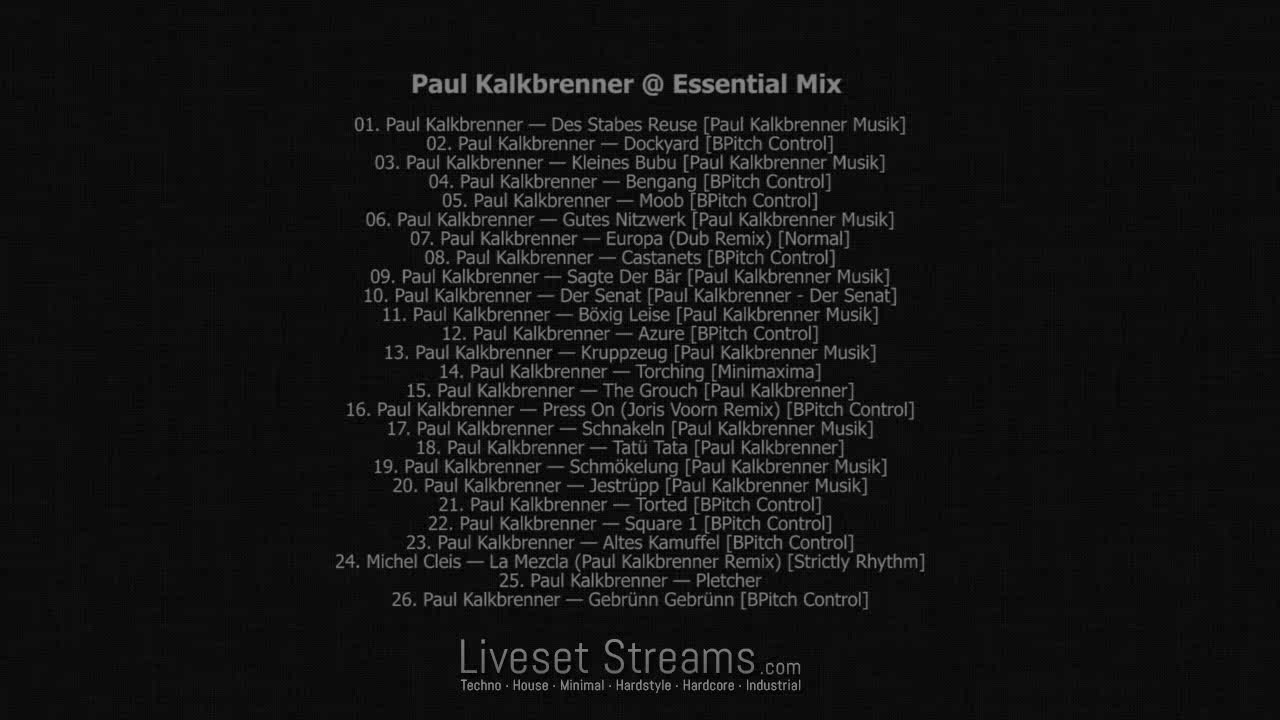 Paul Kalkbrenner @ Essential Mix
01. Paul Kalkbrenner — Des Stabes Reuse [Paul Kalkbrenner Musik]
02. Paul Kalkbrenner — Dockyard [BPitch Control]
03. Paul Kalkbrenner — Kleines Bubu [Paul Kalkbrenner Musik]
04. Paul Kalkbrenner — Bengang [BPitch Control]
05. Paul Kalkbrenner — Moob [BPitch Control]
06. Paul Kalkbrenner — Gutes Nitzwerk [Paul Kalkbrenner Musik]
07. Paul Kalkbrenner — Europa (Dub Remix) [Normal]
08. Paul Kalkbrenner — Castanets [BPitch Control]
09. Paul Kalkbrenner — Sagte Der Bär [Paul Kalkbrenner Musik]
10. Paul Kalkbrenner — Der Senat [Paul Kalkbrenner - Der Senat]
11. Paul Kalkbrenner — Böxig Leise [Paul Kalkbrenner Musik]
12. Paul Kalkbrenner — Azure [BPitch Control]
13. Paul Kalkbrenner — Kruppzeug [Paul Kalkbrenner Musik]
14. Paul Kalkbrenner — Torching [Minimaxima]
15. Paul Kalkbrenner — The Grouch [Paul Kalkbrenner]
16. Paul Kalkbrenner — Press On (Joris Voorn Remix) [BPitch Control]
17. Paul Kalkbrenner — Schnakeln [Paul Kalkbrenner Musik]
18. Paul Kalkbrenner — Tatü Tata [Paul Kalkbrenner]
19. Paul Kalkbrenner — Schmökelung [Paul Kalkbrenner Musik]
20. Paul Kalkbrenner — Jestrüpp [Paul Kalkbrenner Musik]
21. Paul Kalkbrenner — Torted [BPitch Control]
22. Paul Kalkbrenner — Square 1 [BPitch Control]
23. Paul Kalkbrenner — Altes Kamuffel [BPitch Control]
24. Michel Cleis — La Mezcla (Paul Kalkbrenner Remix) [Strictly Rhythm]
25. Paul Kalkbrenner — Pletcher
26. Paul Kalkbrenner — Gebrünn Gebrünn [BPitch Control]
Liveset Streams.com
Techno · House · Minimal · Hardstyle · Hardcore · Industrial